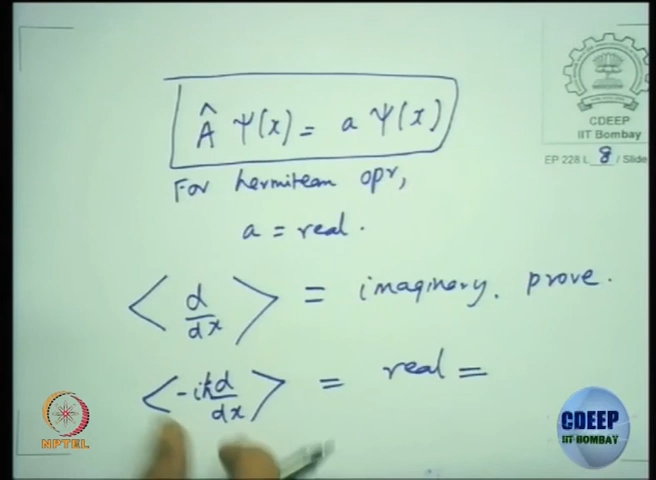 Â Ψ(x) = a Ψ(x)
For hermitean opr,
a = real.
⟨d/dx⟩ = imaginary. prove.
⟨-iħ d/dx⟩ = real =
CDEEP
IIT Bombay
EP 228 L 8 / Slide
NPTEL
CDEEP
IIT BOMBAY